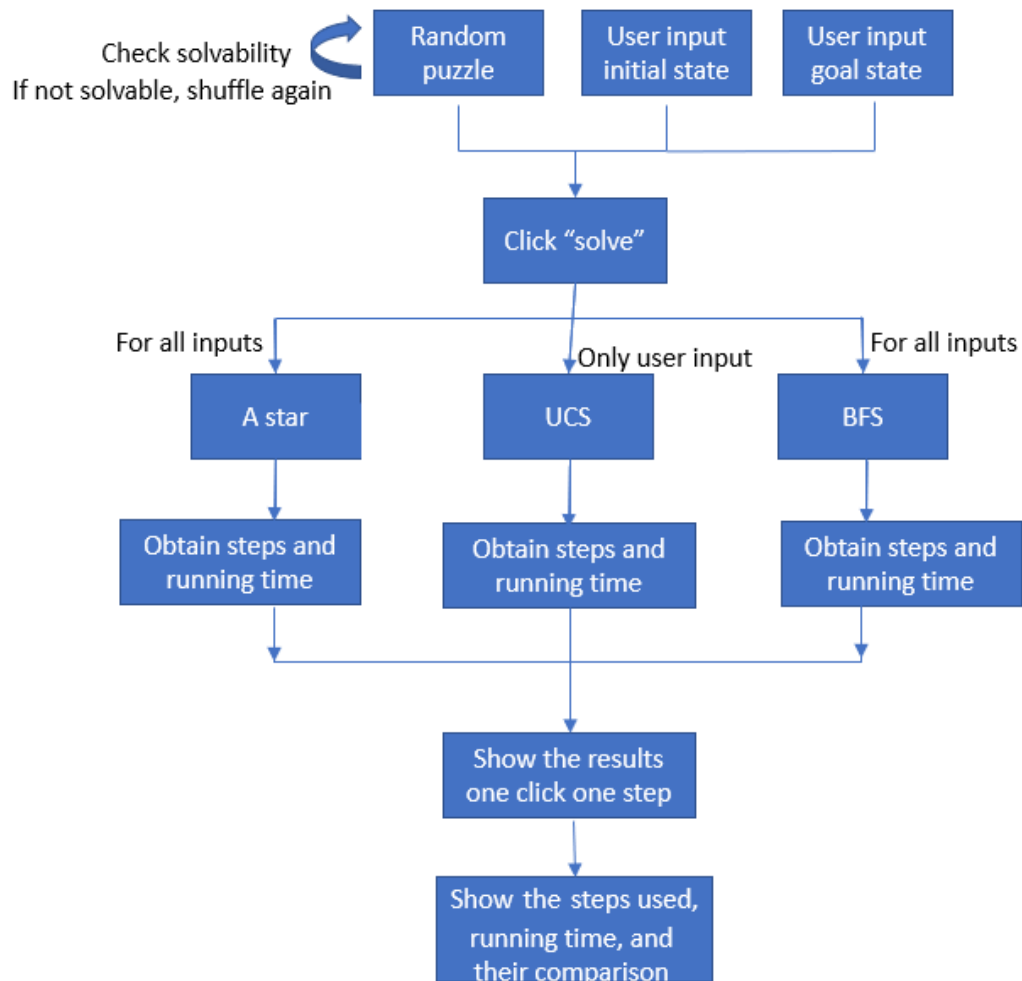 Check solvability
If not solvable, shuffle again
Random
puzzle
User input
initial state
User input
goal state
Click “solve”
For all inputs
Only user input
For all inputs
A star
UCS
BFS
Obtain steps and
running time
Obtain steps and
running time
Obtain steps and
running time
Show the results
one click one step
Show the steps used,
running time, and
their comparison